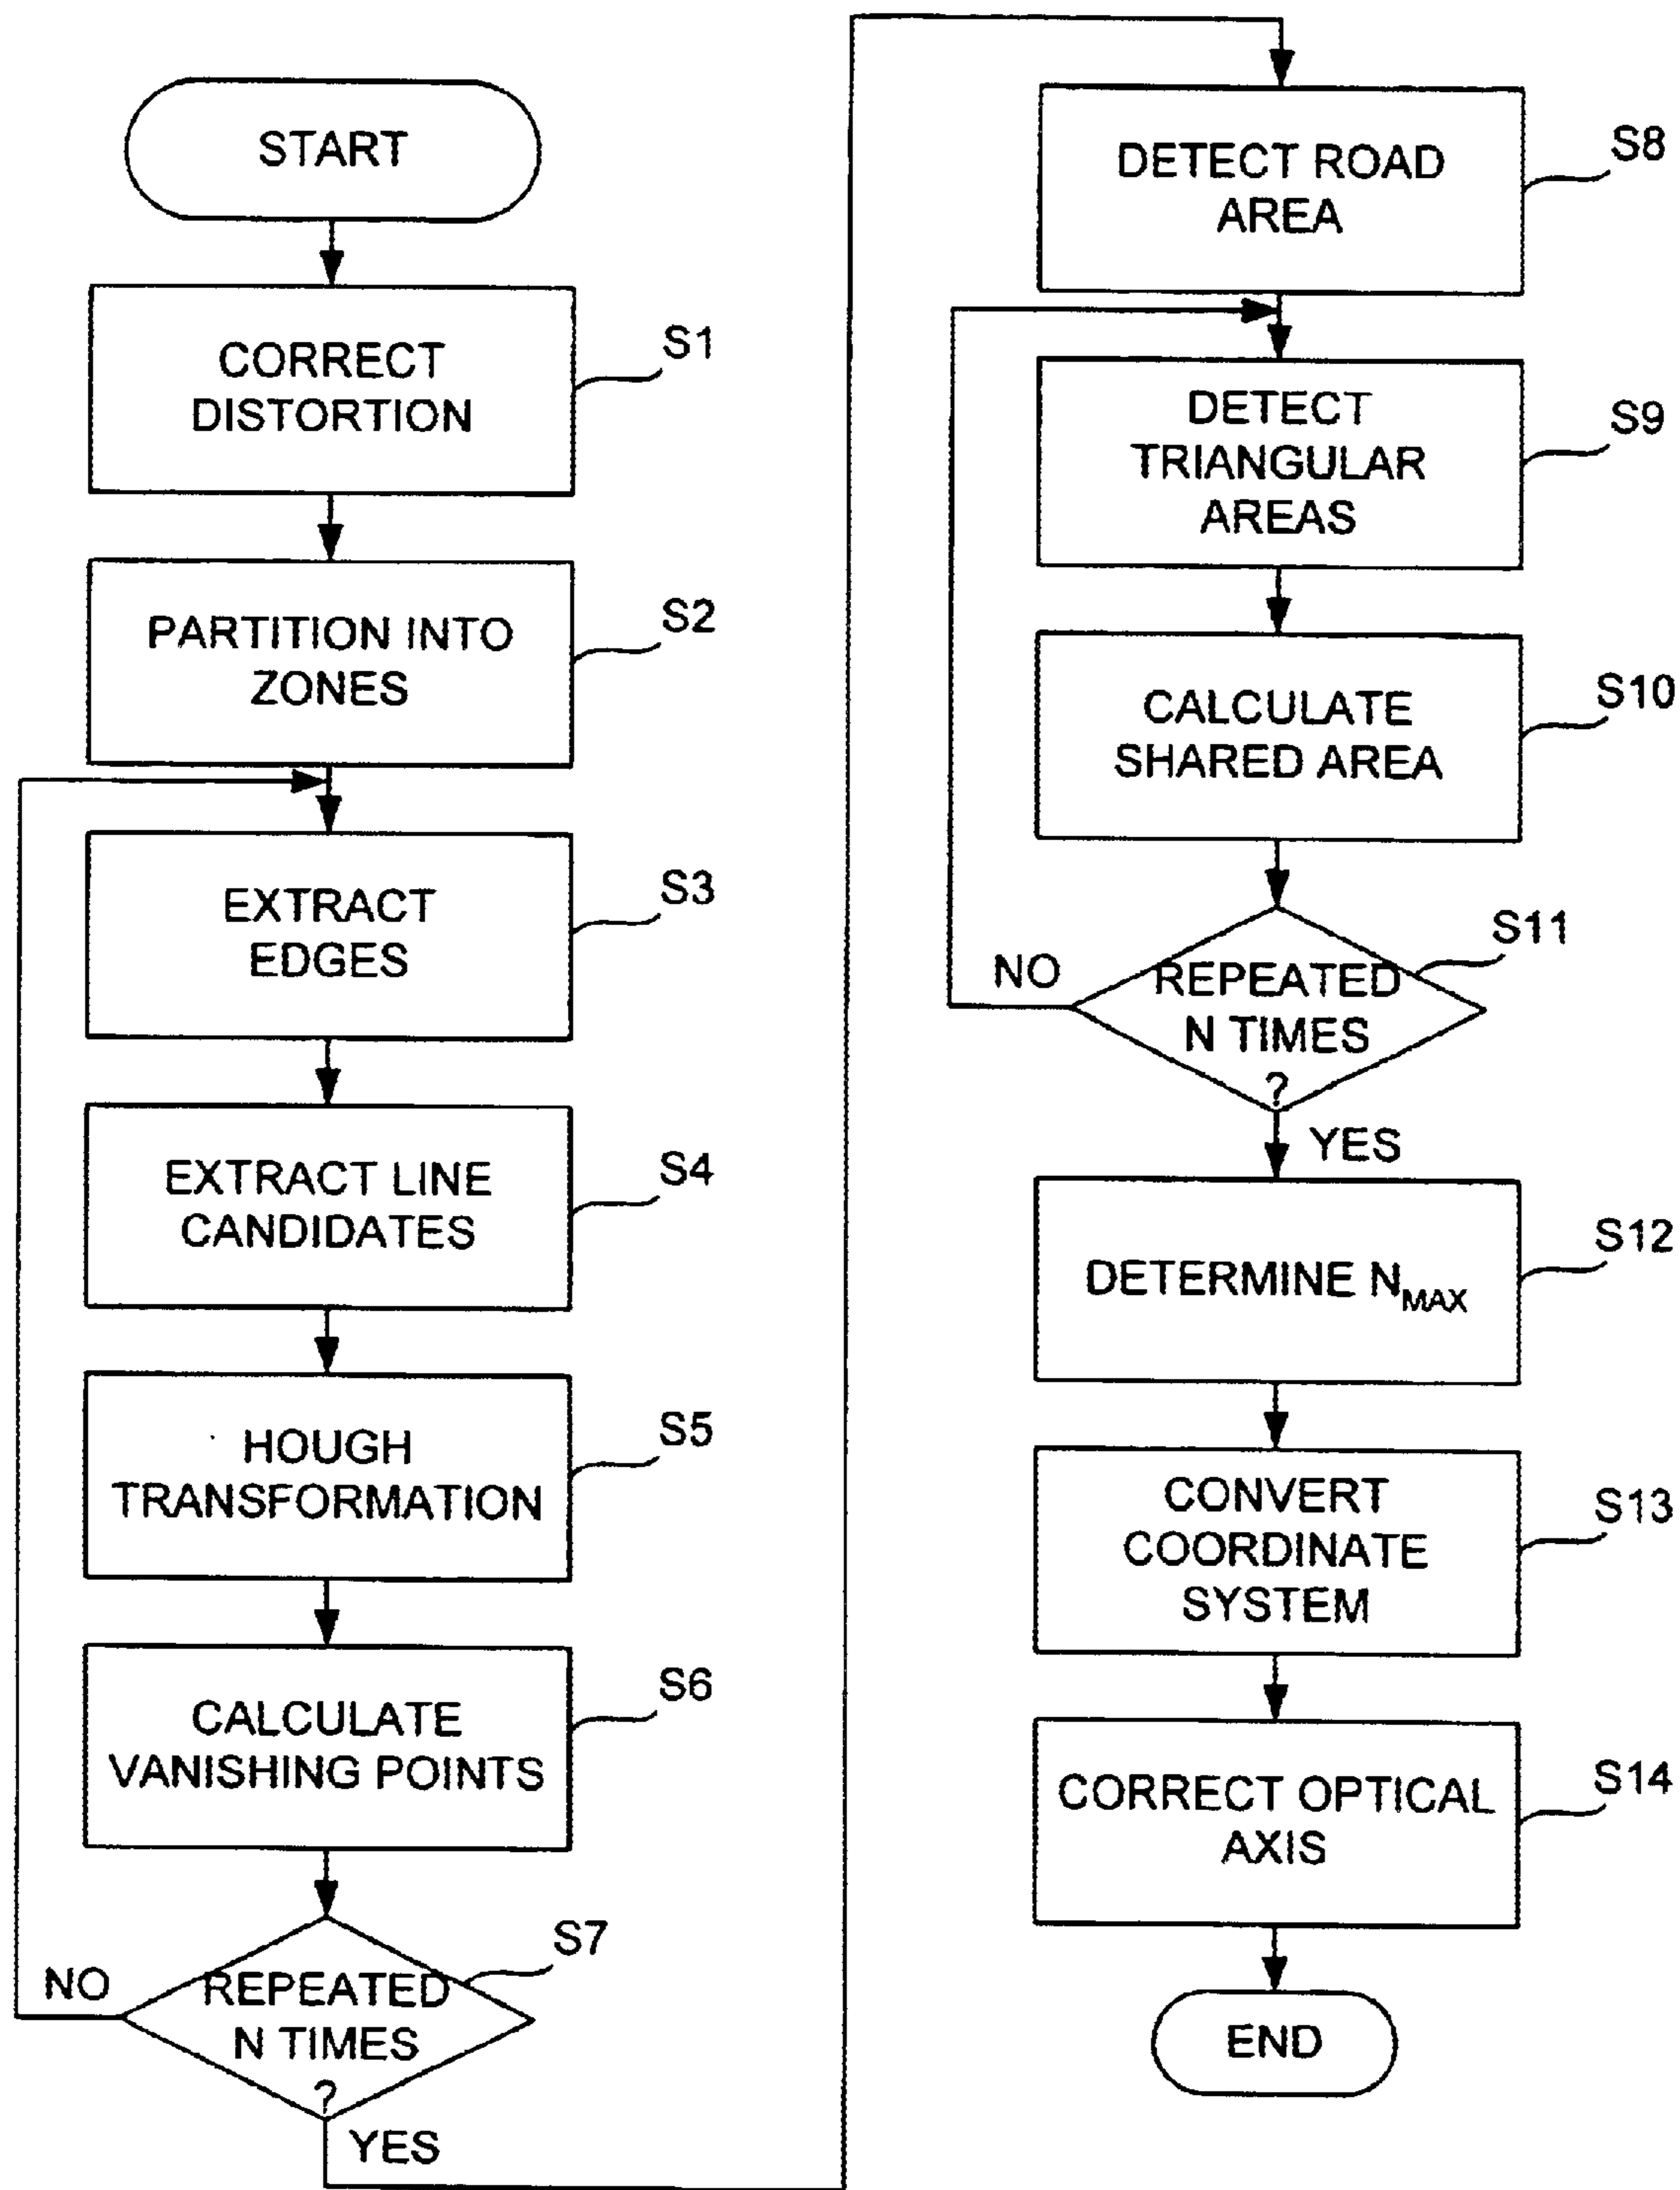 START
CORRECT
DISTORTION
S1
PARTITION INTO
ZONES
S2
EXTRACT
EDGES
S3
EXTRACT LINE
CANDIDATES
S4
HOUGH
TRANSFORMATION
S5
CALCULATE
VANISHING POINTS
S6
REPEATED
N TIMES
?
S7
NO
YES
DETECT ROAD
AREA
S8
DETECT
TRIANGULAR
AREAS
S9
CALCULATE
SHARED AREA
S10
REPEATED
N TIMES
?
S11
NO
YES
DETERMINE NMAX
S12
CONVERT
COORDINATE
SYSTEM
S13
CORRECT OPTICAL
AXIS
S14
END